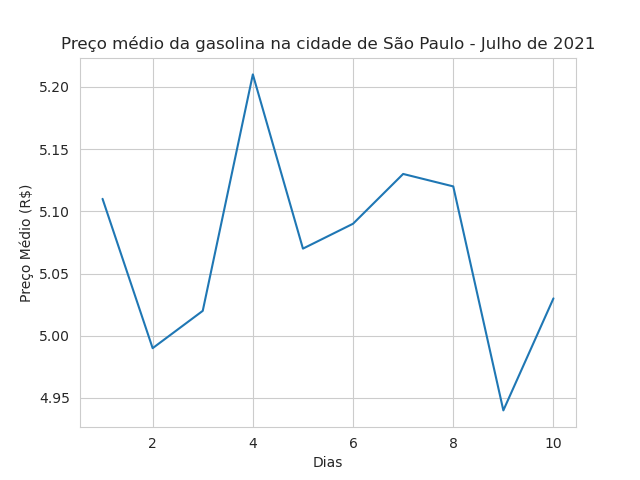 Preço médio da gasolina na cidade de São Paulo - Julho de 2021
5.20
5.15
5.10
5.05
5.00
4.95
Preço Médio (R$)
2 4 6 8 10
Dias